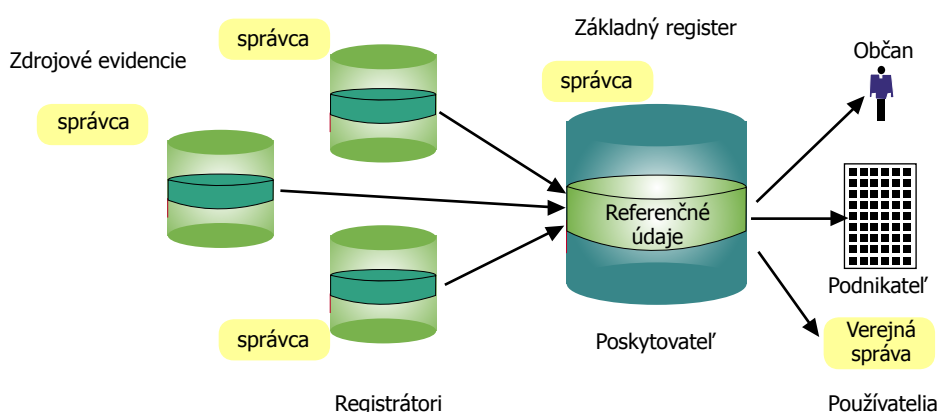 Zdrojové evidencie
správca
správca
správca
Základný register
správca
Referenčné
údaje
Občan
Podnikateľ
Verejná
správa
Poskytovateľ
Registrátori
Používatelia